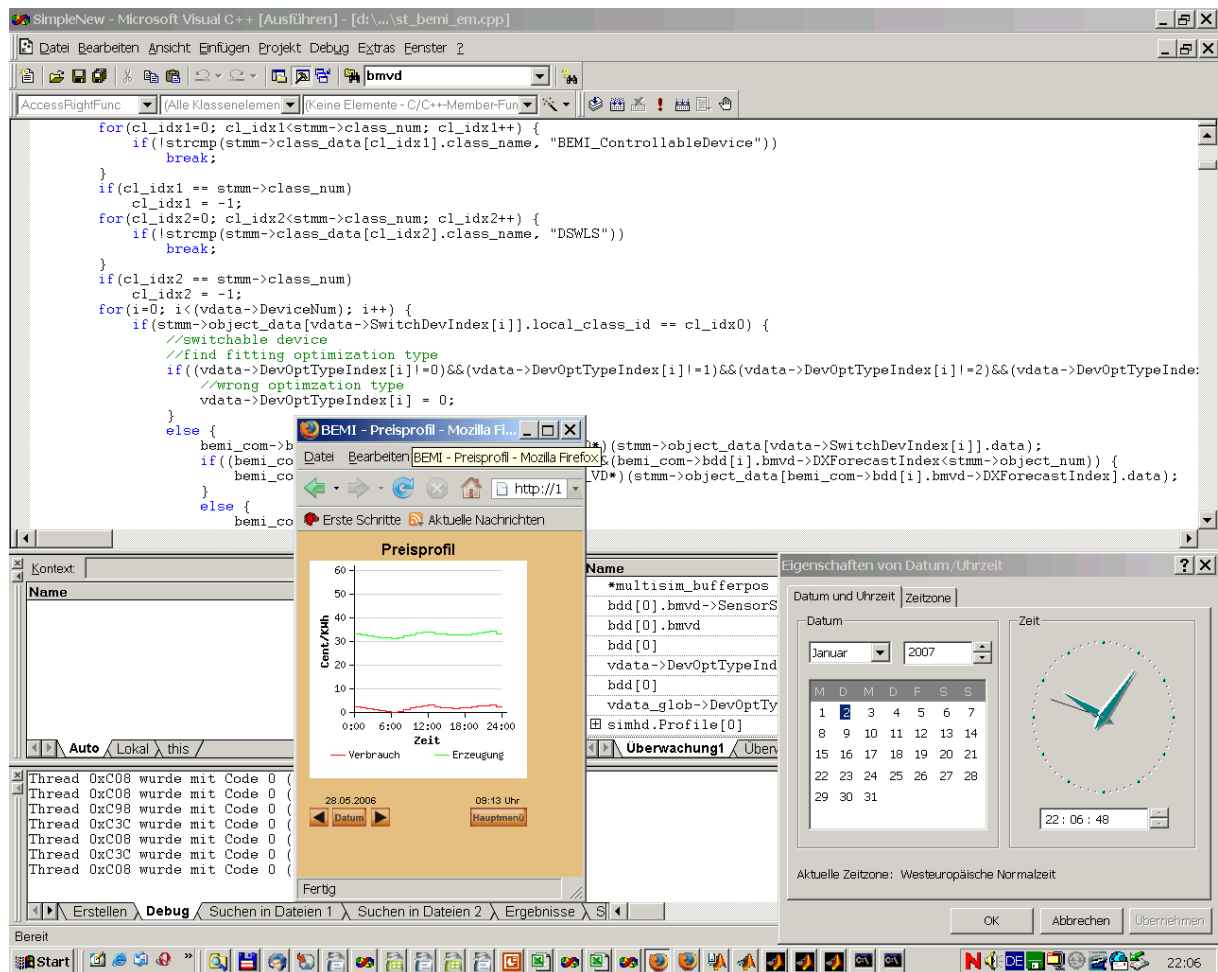 SimpleNew - Microsoft Visual C++ [Ausführen] - [d:\...\st_bemi_em.cpp]
Datei Bearbeiten Ansicht Einfügen Projekt Debug Extras Fenster ?
bmvd
AccessRightFunc (Alle Klassenelemen (Keine Elemente - C/C++-Member-Fun
for(cl_idx1=0; cl_idx1<stmm->class_num; cl_idx1++) {
if(!strcmp(stmm->class_data[cl_idx1].class_name, "BEMI_ControllableDevice"))
break;
}
if(cl_idx1 == stmm->class_num)
cl_idx1 = -1;
for(cl_idx2=0; cl_idx2<stmm->class_num; cl_idx2++) {
if(!strcmp(stmm->class_data[cl_idx2].class_name, "DSWLS"))
break;
}
if(cl_idx2 == stmm->class_num)
cl_idx2 = -1;
for(i=0; i<(vdata->DeviceNum); i++) {
if(stmm->object_data[vdata->SwitchDevIndex[i]].local_class_id == cl_idx0) {
//switchable device
//find fitting optimization type
if((vdata->DevOptTypeIndex[i]!=0)&&(vdata->DevOptTypeIndex[i]!=1)&&(vdata->DevOptTypeIndex[i]!=2)&&(vdata->DevOptTypeInde
//wrong optimzation type
vdata->DevOptTypeIndex[i] = 0;
}
else {
bemi_com->b *)(stmm->object_data[vdata->SwitchDevIndex[i]].data);
if((bemi_co &(bemi_com->bdd[i].bmvd->DXForecastIndex<stmm->object_num)) {
bemi_co _VD*)(stmm->object_data[bemi_com->bdd[i].bmvd->DXForecastIndex].data);
}
else {
bemi_co
BEMI - Preisprofil - Mozilla Fi...
Datei Bearbeiten
BEMI - Preisprofil - Mozilla Firefox
http://1
Erste Schritte Aktuelle Nachrichten
Preisprofil
60
50
40
30
20
10
0
Cent/KWh
0:00 6:00 12:00 18:00 24:00
Zeit
Verbrauch Erzeugung
28.05.2006 09:13 Uhr
Datum Hauptmenü
Fertig
Kontext:
Name
Auto Lokal this
Name
*multisim_bufferpos
bdd[0].bmvd->SensorS
bdd[0].bmvd
bdd[0]
vdata->DevOptTypeInd
bdd[0]
vdata_glob->DevOptTy
simhd.Profile[0]
Überwachung1 Über
Eigenschaften von Datum/Uhrzeit
Datum und Uhrzeit Zeitzone
Datum Zeit
Januar 2007
M D M D F S S
1 2 3 4 5 6 7
8 9 10 11 12 13 14
15 16 17 18 19 20 21
22 23 24 25 26 27 28
29 30 31
22 : 06 : 48
Aktuelle Zeitzone: Westeuropäische Normalzeit
OK Abbrechen Übernehmen
Thread 0xC08 wurde mit Code 0 (
Thread 0xC08 wurde mit Code 0 (
Thread 0xC98 wurde mit Code 0 (
Thread 0xC3C wurde mit Code 0 (
Thread 0xC08 wurde mit Code 0 (
Thread 0xC3C wurde mit Code 0 (
Thread 0xC08 wurde mit Code 0 (
Erstellen Debug Suchen in Dateien 1 Suchen in Dateien 2 Ergebnisse S
Bereit
Start » DE 22:06